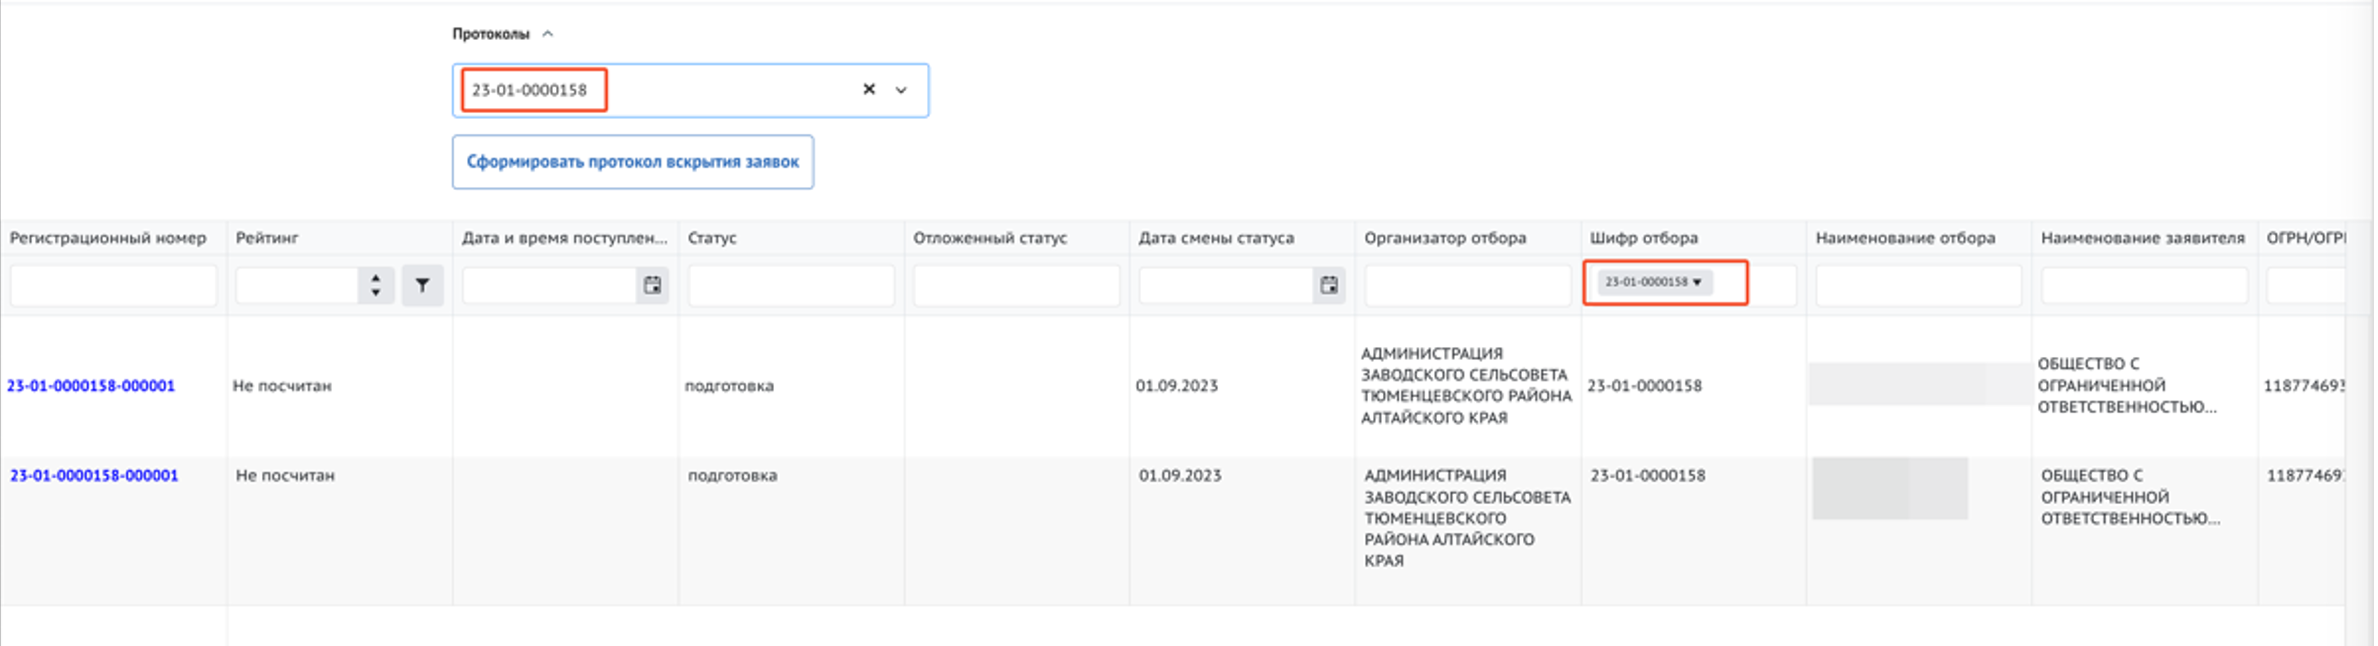 Протоколы
23-01-0000158
Сформировать протокол вскрытия заявок
Регистрационный номер Рейтинг Дата и время поступлен... Статус Отложенный статус Дата смены статуса Организатор отбора Шифр отбора Наименование отбора Наименование заявителя ОГРН/ОГРН
23-01-0000158
23-01-0000158-000001 Не посчитан подготовка 01.09.2023 АДМИНИСТРАЦИЯ
ЗАВОДСКОГО СЕЛЬСОВЕТА
ТЮМЕНЦЕВСКОГО РАЙОНА
АЛТАЙСКОГО КРАЯ
23-01-0000158
ОБЩЕСТВО С
ОГРАНИЧЕННОЙ
ОТВЕТСТВЕННОСТЬЮ...
118774693
23-01-0000158-000001 Не посчитан подготовка 01.09.2023 АДМИНИСТРАЦИЯ
ЗАВОДСКОГО СЕЛЬСОВЕТА
ТЮМЕНЦЕВСКОГО
РАЙОНА АЛТАЙСКОГО
КРАЯ
23-01-0000158
ОБЩЕСТВО С
ОГРАНИЧЕННОЙ
ОТВЕТСТВЕННОСТЬЮ...
11877469